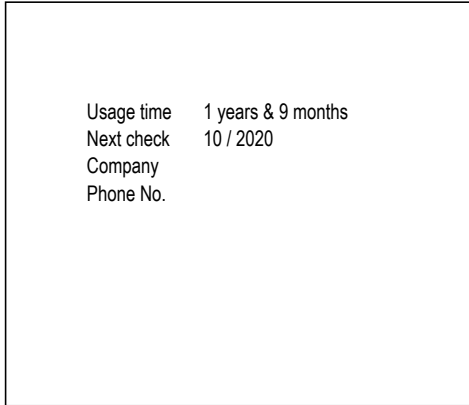 Usage time 1 years & 9 months
Next check 10 / 2020
Company
Phone No.